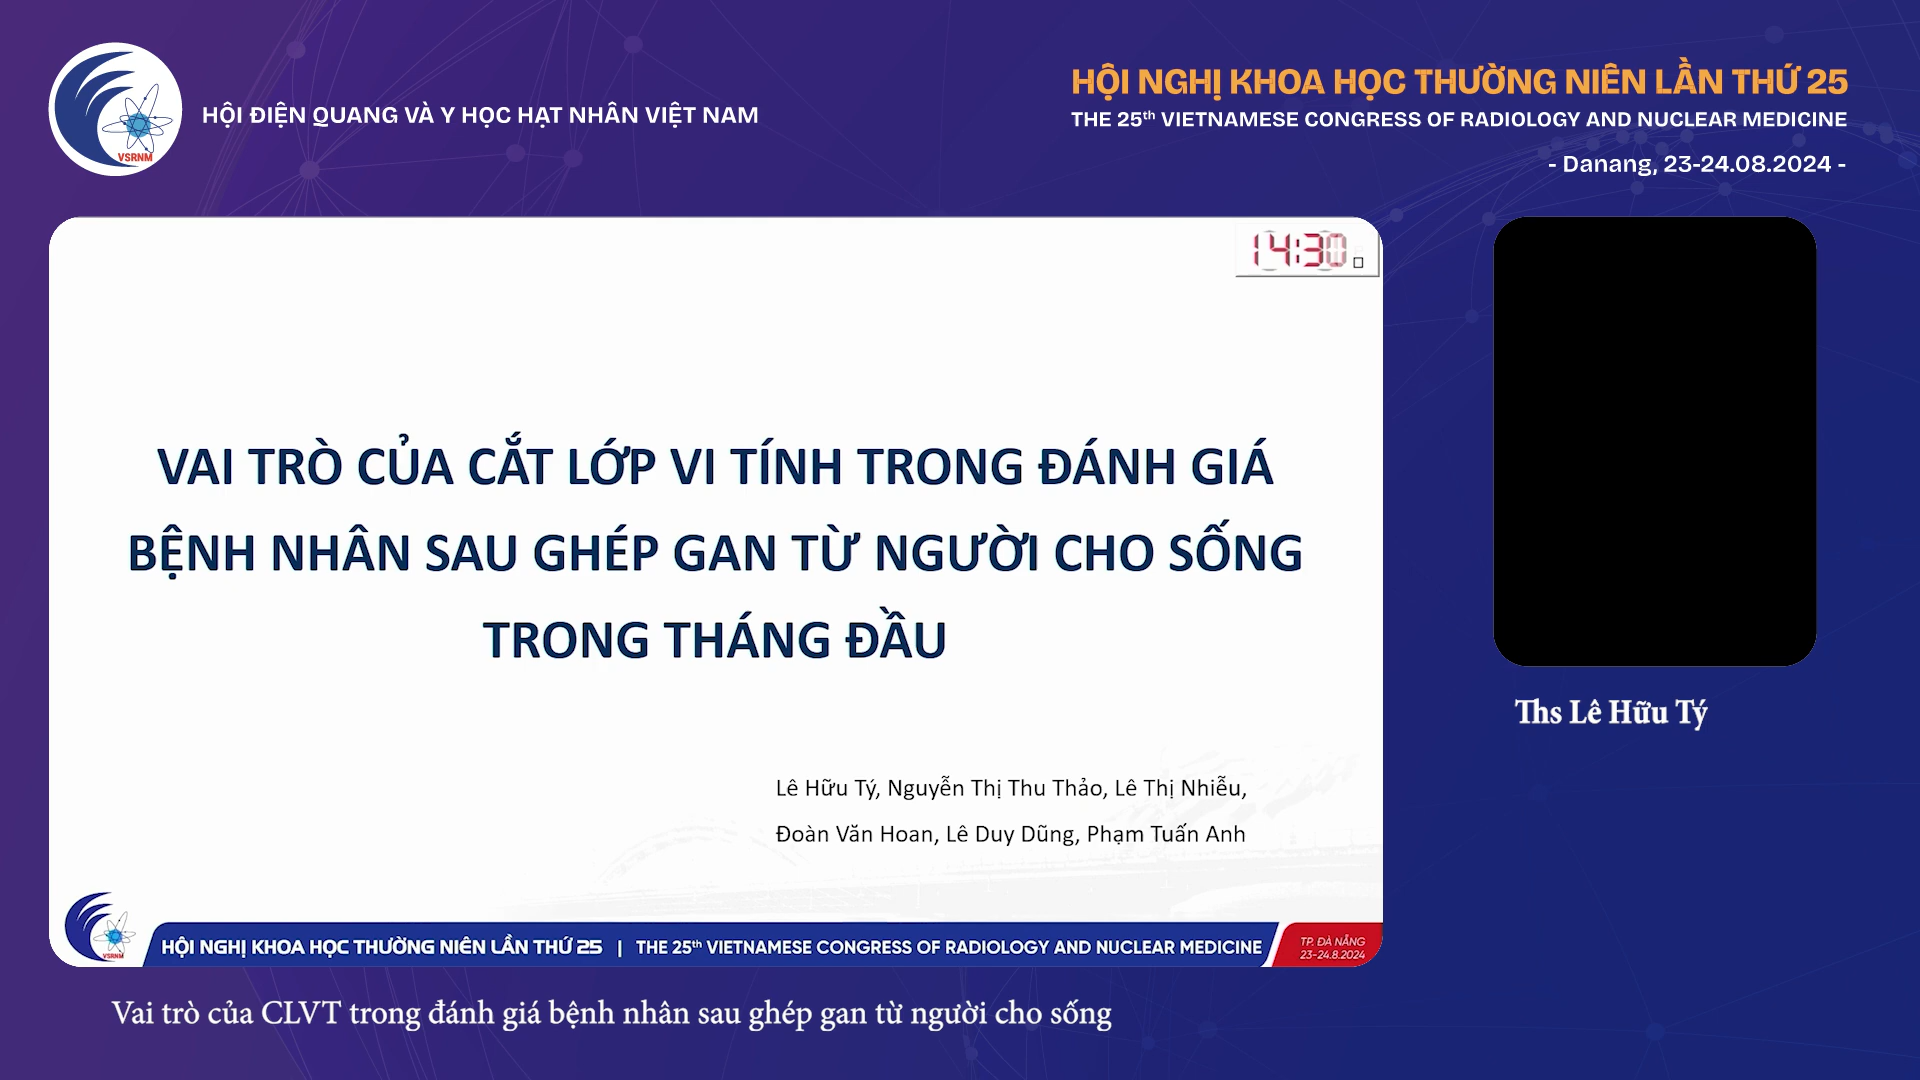 VSRNM
HỘI ĐIỆN QUANG VÀ Y HỌC HẠT NHÂN VIỆT NAM
HỘI NGHỊ KHOA HỌC THƯỜNG NIÊN LẦN THỨ 25
THE 25th VIETNAMESE CONGRESS OF RADIOLOGY AND NUCLEAR MEDICINE
- Danang, 23-24.08.2024 -
14:30
VAI TRÒ CỦA CẮT LỚP VI TÍNH TRONG ĐÁNH GIÁ
BỆNH NHÂN SAU GHÉP GAN TỪ NGƯỜI CHO SỐNG
TRONG THÁNG ĐẦU
Lê Hữu Tý, Nguyễn Thị Thu Thảo, Lê Thị Nhiễu,
Đoàn Văn Hoan, Lê Duy Dũng, Phạm Tuấn Anh
VSRNM
HỘI NGHỊ KHOA HỌC THƯỜNG NIÊN LẦN THỨ 25 | THE 25th VIETNAMESE CONGRESS OF RADIOLOGY AND NUCLEAR MEDICINE
TP. ĐÀ NẴNG
23-24.8.2024
Ths Lê Hữu Tý
Vai trò của CLVT trong đánh giá bệnh nhân sau ghép gan từ người cho sống